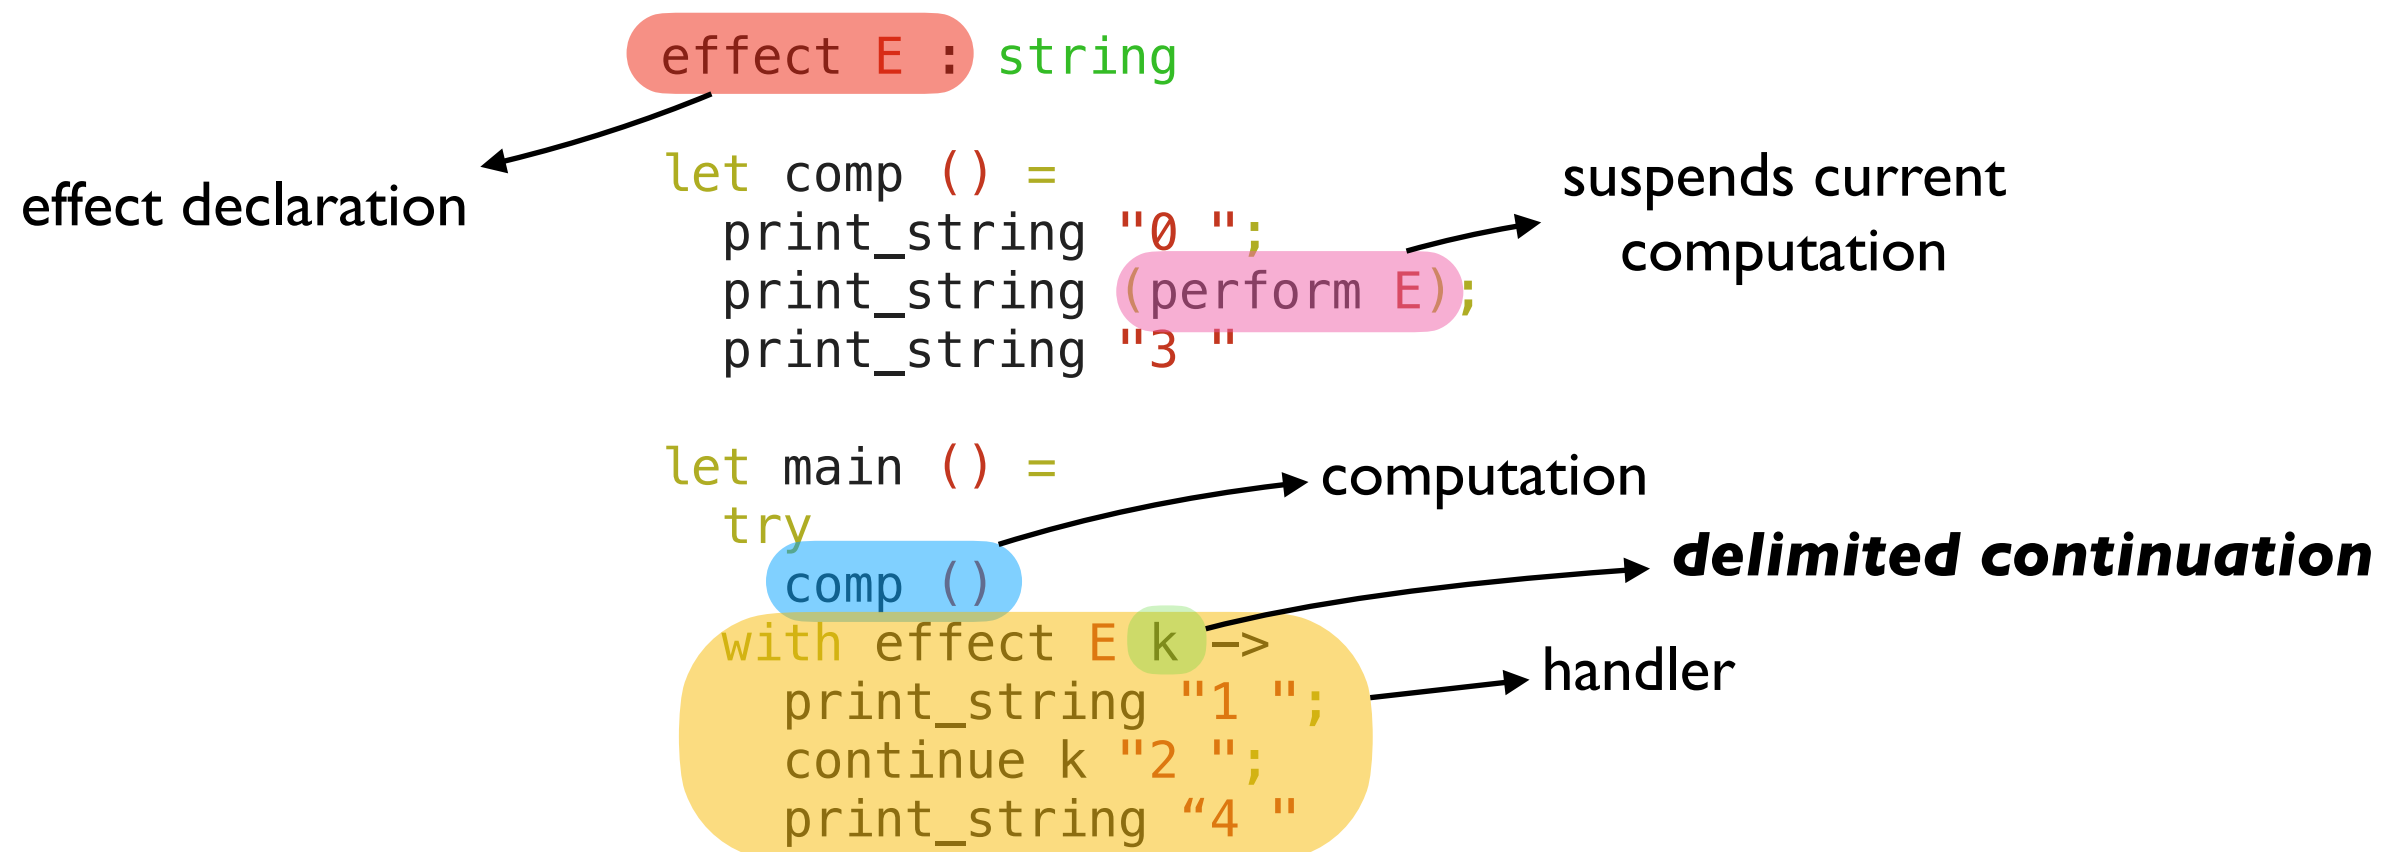 effect E : string
effect declaration
let comp () =
print_string "0 ";
print_string (perform E);
print_string "3 "
suspends current
computation
let main () =
try
comp ()
with effect E k ->
print_string "1 ";
continue k "2 ";
print_string “4 "
computation
delimited continuation
handler